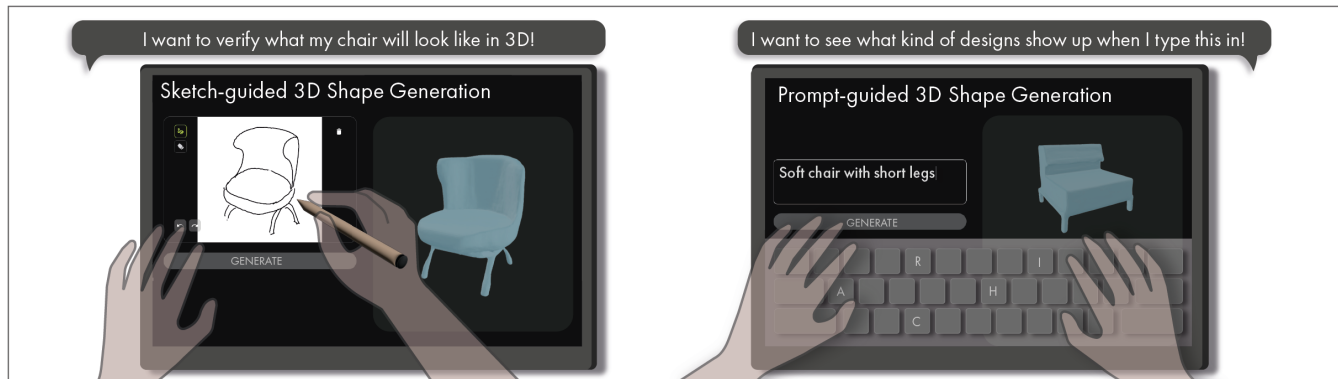 I want to verify what my chair will look like in 3D!
Sketch-guided 3D Shape Generation
GENERATE
I want to see what kind of designs show up when I type this in!
Prompt-guided 3D Shape Generation
Soft chair with short legs
GENERATE
R I
A H
C